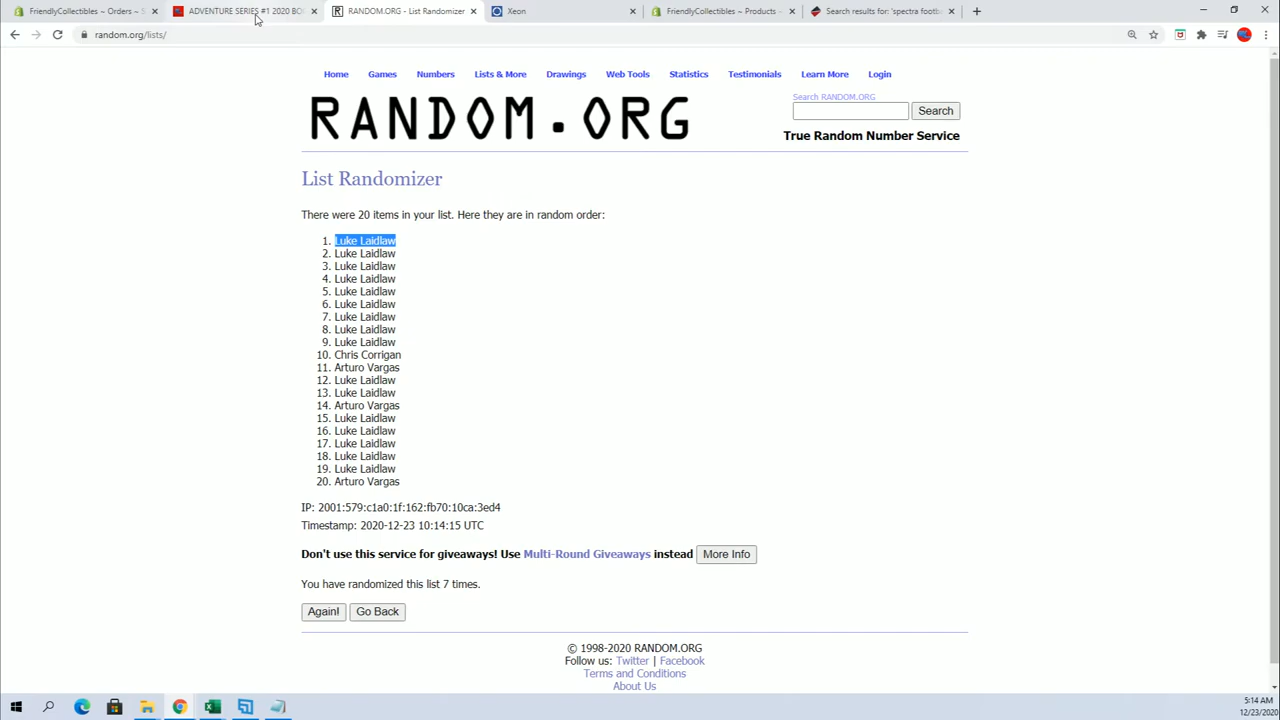 FriendlyCollectibles ~ Orders ~ S
ADVENTURE SERIES #1 2020 BO
RANDOM.ORG - List Randomizer
Xeon
FriendlyCollectibles ~ Products ~
Search results for: 'spectra footb
random.org/lists/
Home Games Numbers Lists & More Drawings Web Tools Statistics Testimonials Learn More Login
RANDOM.ORG
Search RANDOM.ORG
Search
True Random Number Service
List Randomizer
There were 20 items in your list. Here they are in random order:
1. Luke Laidlaw
2. Luke Laidlaw
3. Luke Laidlaw
4. Luke Laidlaw
5. Luke Laidlaw
6. Luke Laidlaw
7. Luke Laidlaw
8. Luke Laidlaw
9. Luke Laidlaw
10. Chris Corrigan
11. Arturo Vargas
12. Luke Laidlaw
13. Luke Laidlaw
14. Arturo Vargas
15. Luke Laidlaw
16. Luke Laidlaw
17. Luke Laidlaw
18. Luke Laidlaw
19. Luke Laidlaw
20. Arturo Vargas
IP: 2001:579:c1a0:1f:162:fb70:10ca:3ed4
Timestamp: 2020-12-23 10:14:15 UTC
Don't use this service for giveaways! Use Multi-Round Giveaways instead More Info
You have randomized this list 7 times.
Again! Go Back
© 1998-2020 RANDOM.ORG
Follow us: Twitter | Facebook
Terms and Conditions
About Us
5:14 AM
12/23/2020